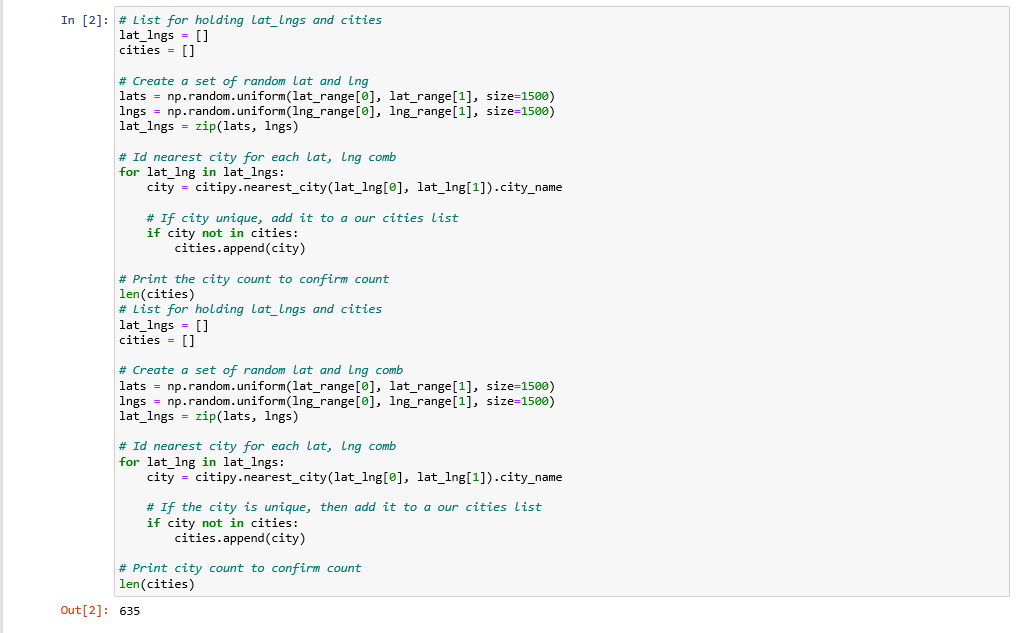 In [2]: # List for holding lat_lngs and cities
lat_lngs = []
cities = []

# Create a set of random lat and lng
lats = np.random.uniform(lat_range[0], lat_range[1], size=1500)
lngs = np.random.uniform(lng_range[0], lng_range[1], size=1500)
lat_lngs = zip(lats, lngs)

# Id nearest city for each lat, lng comb
for lat_lng in lat_lngs:
    city = citipy.nearest_city(lat_lng[0], lat_lng[1]).city_name

    # If city unique, add it to a our cities list
    if city not in cities:
        cities.append(city)

# Print the city count to confirm count
len(cities)
# List for holding lat_lngs and cities
lat_lngs = []
cities = []

# Create a set of random lat and lng comb
lats = np.random.uniform(lat_range[0], lat_range[1], size=1500)
lngs = np.random.uniform(lng_range[0], lng_range[1], size=1500)
lat_lngs = zip(lats, lngs)

# Id nearest city for each lat, lng comb
for lat_lng in lat_lngs:
    city = citipy.nearest_city(lat_lng[0], lat_lng[1]).city_name

    # If the city is unique, then add it to a our cities list
    if city not in cities:
        cities.append(city)

# Print city count to confirm count
len(cities)
Out[2]: 635